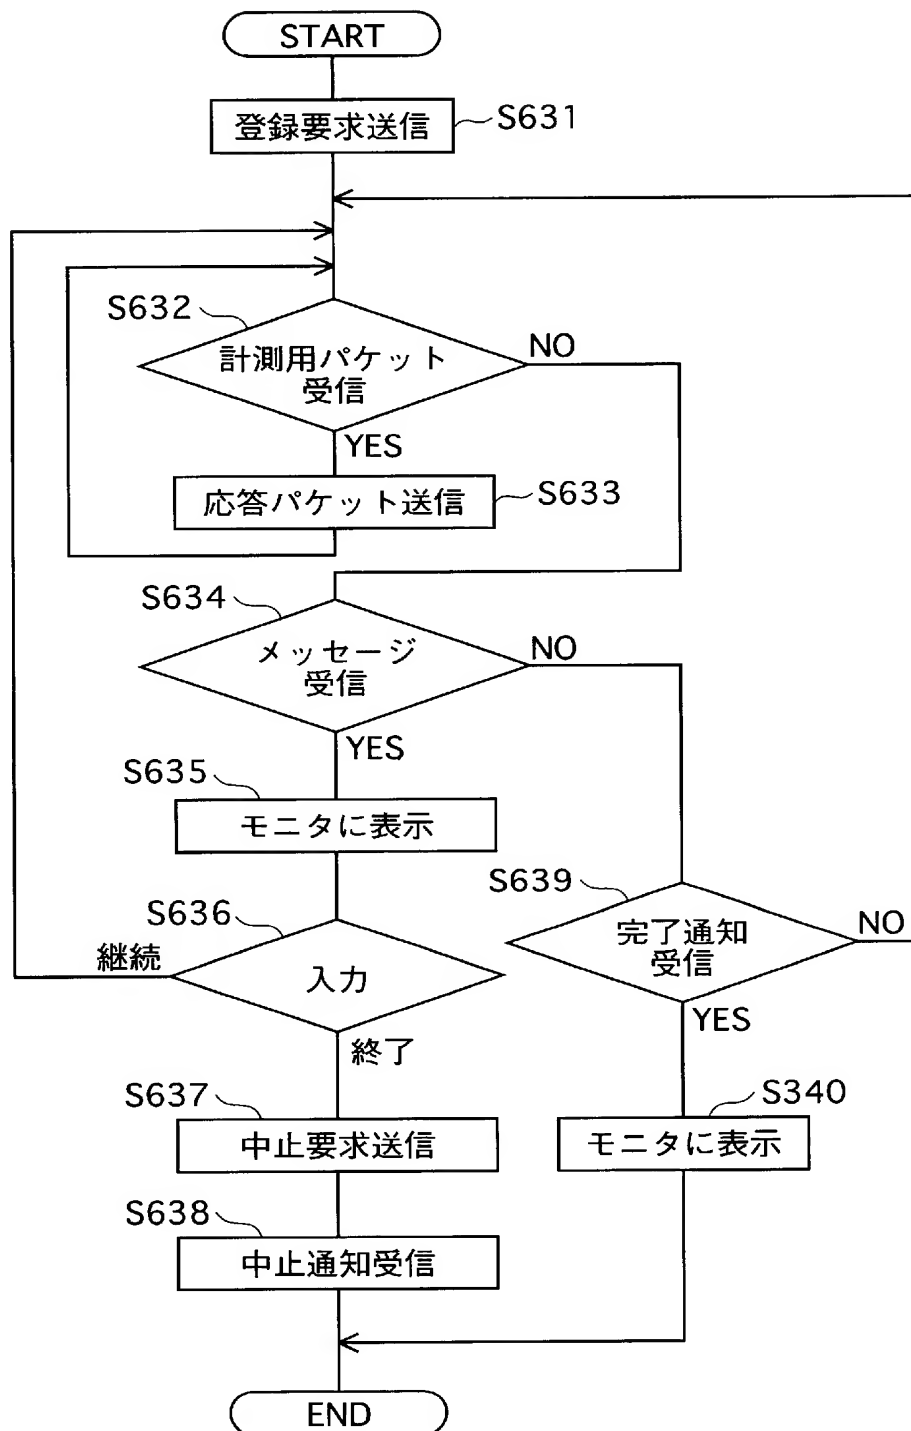 START
登録要求送信
S631
S632
計測用パケット
受信
NO
YES
応答パケット送信
S633
S634
メッセージ
受信
NO
YES
S635
モニタに表示
S636
継続
入力
終了
S639
完了通知
受信
NO
YES
S637
中止要求送信
S340
モニタに表示
S638
中止通知受信
END